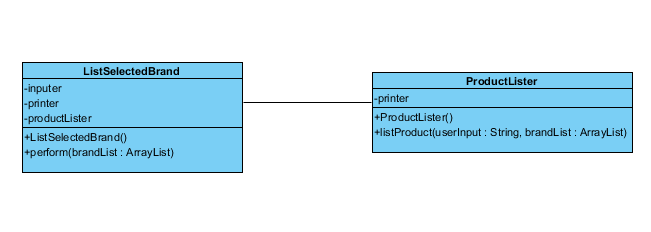 ListSelectedBrand
-inputer
-printer
-productLister
+ListSelectedBrand()
+perform(brandList : ArrayList)
ProductLister
-printer
+ProductLister()
+listProduct(userInput : String, brandList : ArrayList)